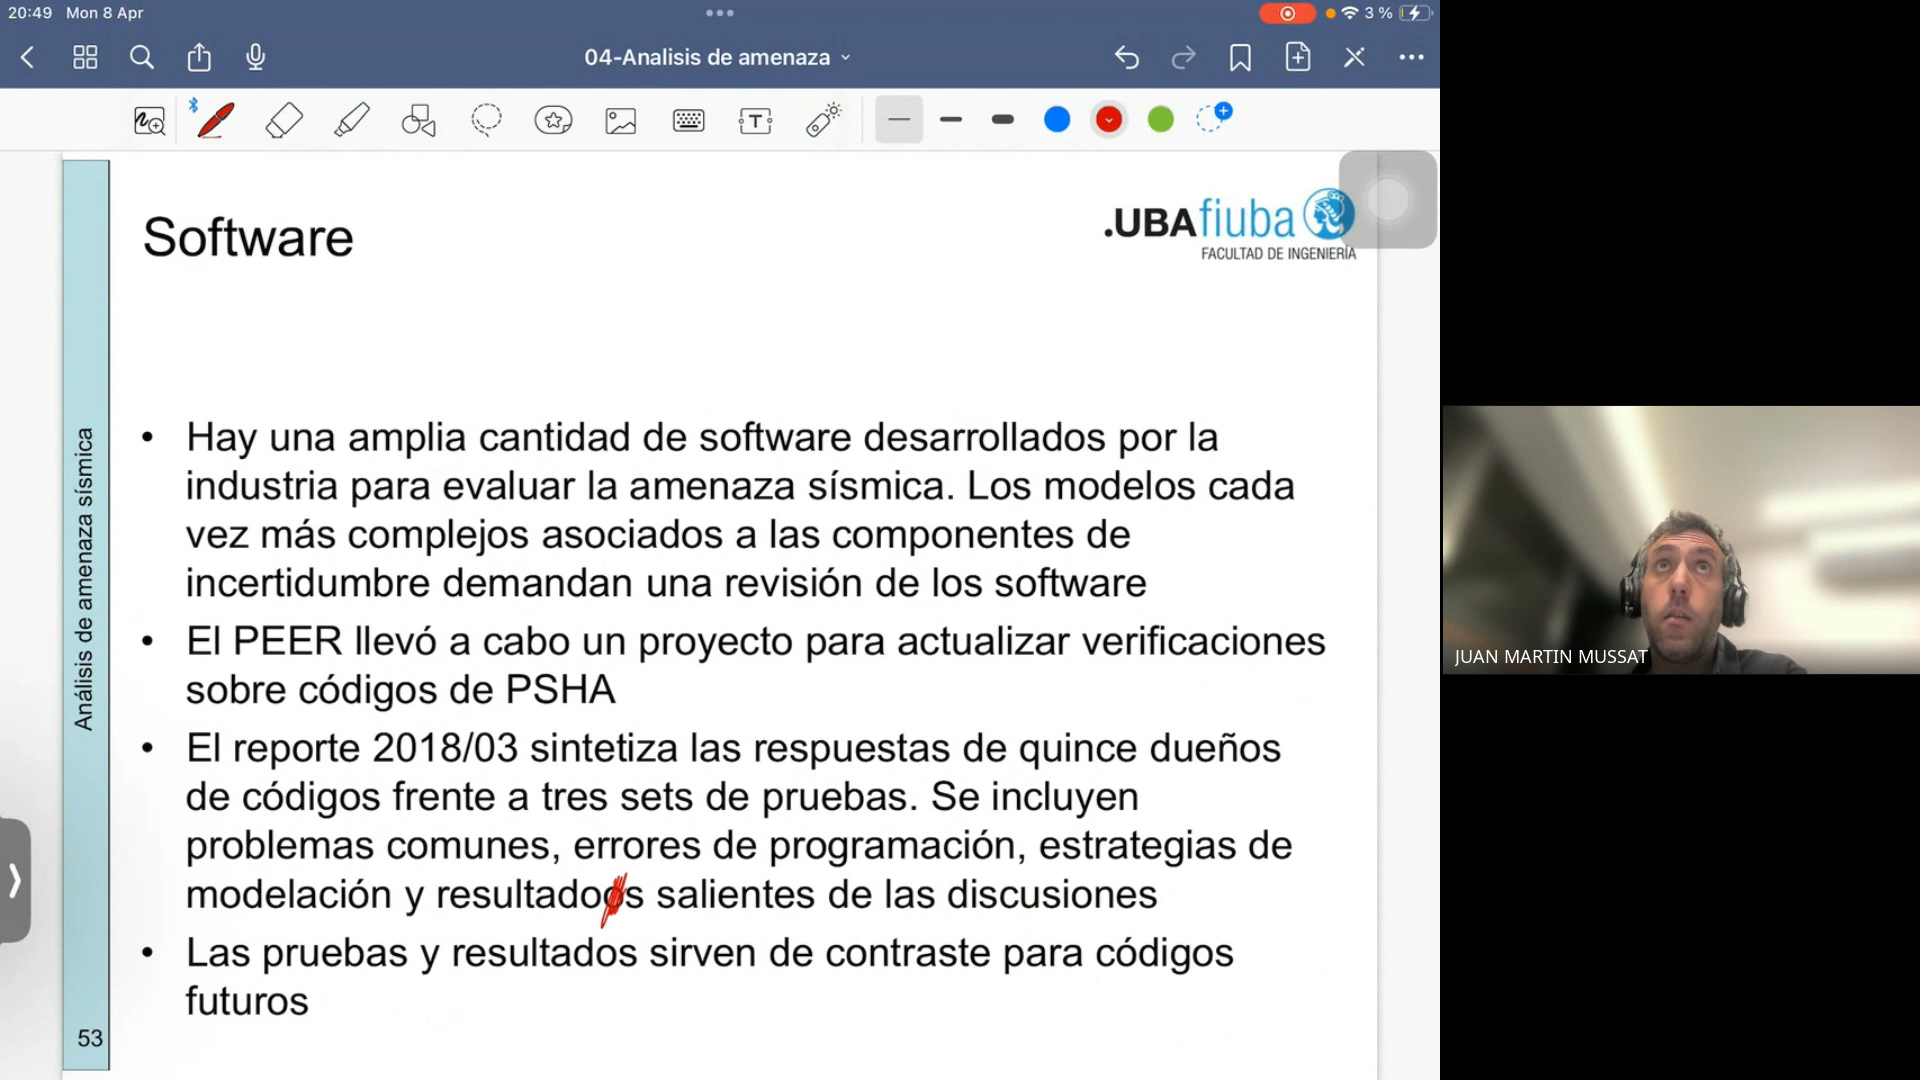 20:49 Mon 8 Apr
3 %
04-Analisis de amenaza
T
Software
.UBAfiuba
FACULTAD DE INGENIERÍA
Análisis de amenaza sísmica
• Hay una amplia cantidad de software desarrollados por la
industria para evaluar la amenaza sísmica. Los modelos cada
vez más complejos asociados a las componentes de
incertidumbre demandan una revisión de los software
• El PEER llevó a cabo un proyecto para actualizar verificaciones
sobre códigos de PSHA
• El reporte 2018/03 sintetiza las respuestas de quince dueños
de códigos frente a tres sets de pruebas. Se incluyen
problemas comunes, errores de programación, estrategias de
modelación y resultadoos salientes de las discusiones
• Las pruebas y resultados sirven de contraste para códigos
futuros
53
JUAN MARTIN MUSSAT